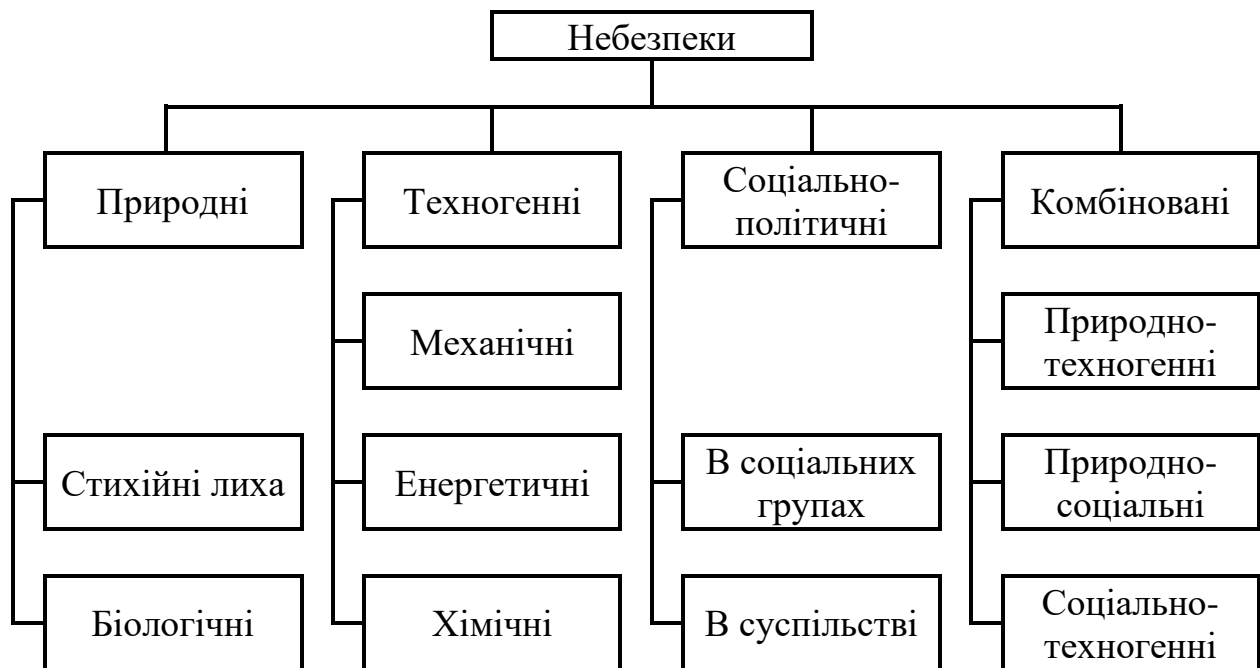 Небезпеки
Природні
Техногенні
Соціально-
політичні
Комбіновані
Механічні
Природно-
техногенні
Стихійні лиха
Енергетичні
В соціальних
групах
Природно-
соціальні
Біологічні
Хімічні
В суспільстві
Соціально-
техногенні